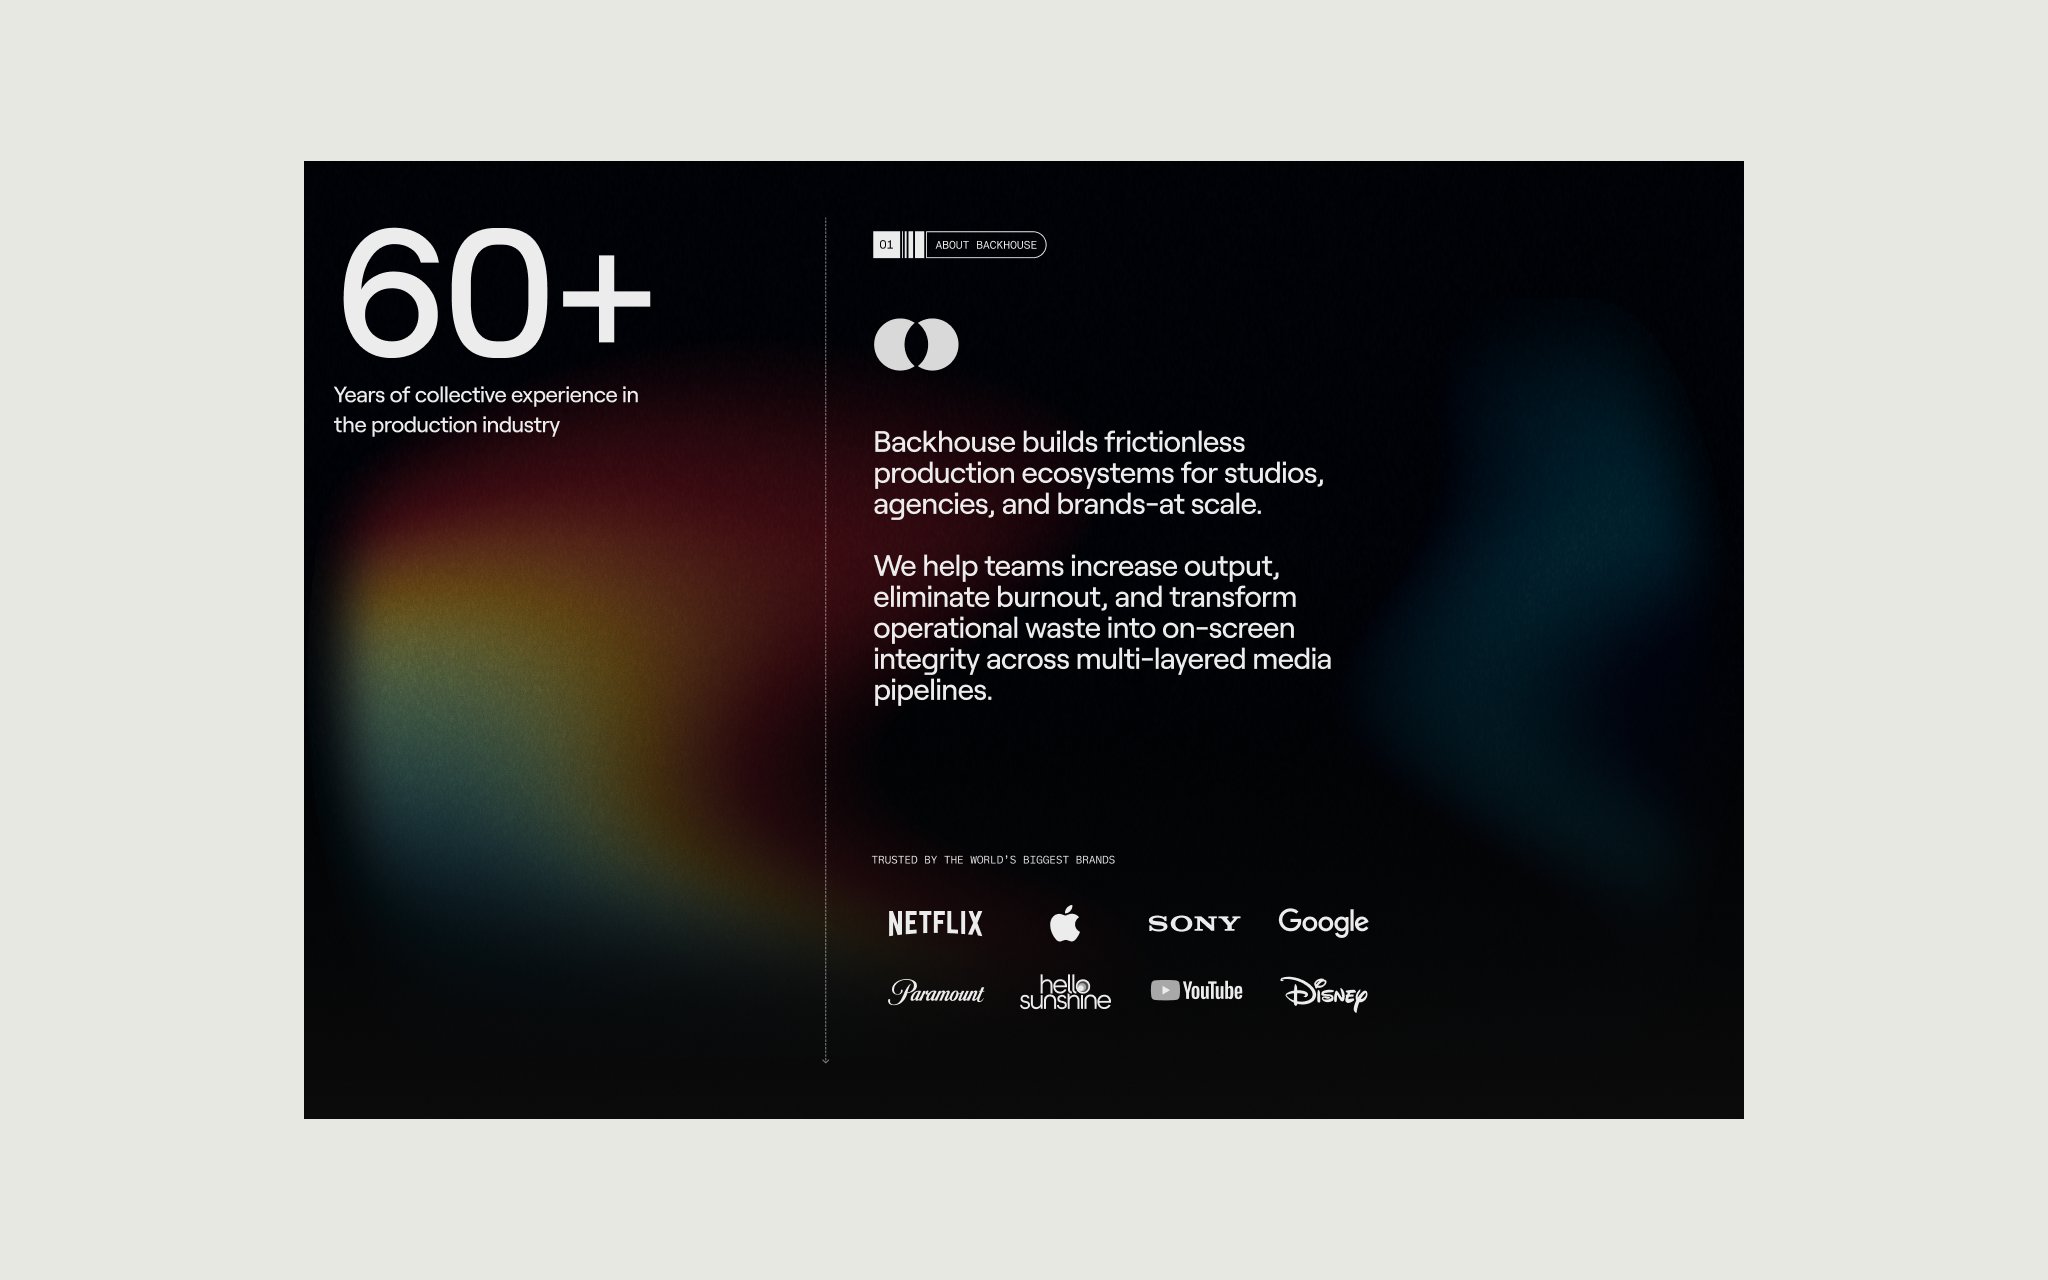 60+
Years of collective experience in
the production industry
01
ABOUT BACKHOUSE
Backhouse builds frictionless
production ecosystems for studios,
agencies, and brands-at scale.
We help teams increase output,
eliminate burnout, and transform
operational waste into on-screen
integrity across multi-layered media
pipelines.
TRUSTED BY THE WORLD'S BIGGEST BRANDS
NETFLIX
SONY
Google
Paramount
hello
sunshine
YouTube
Disney